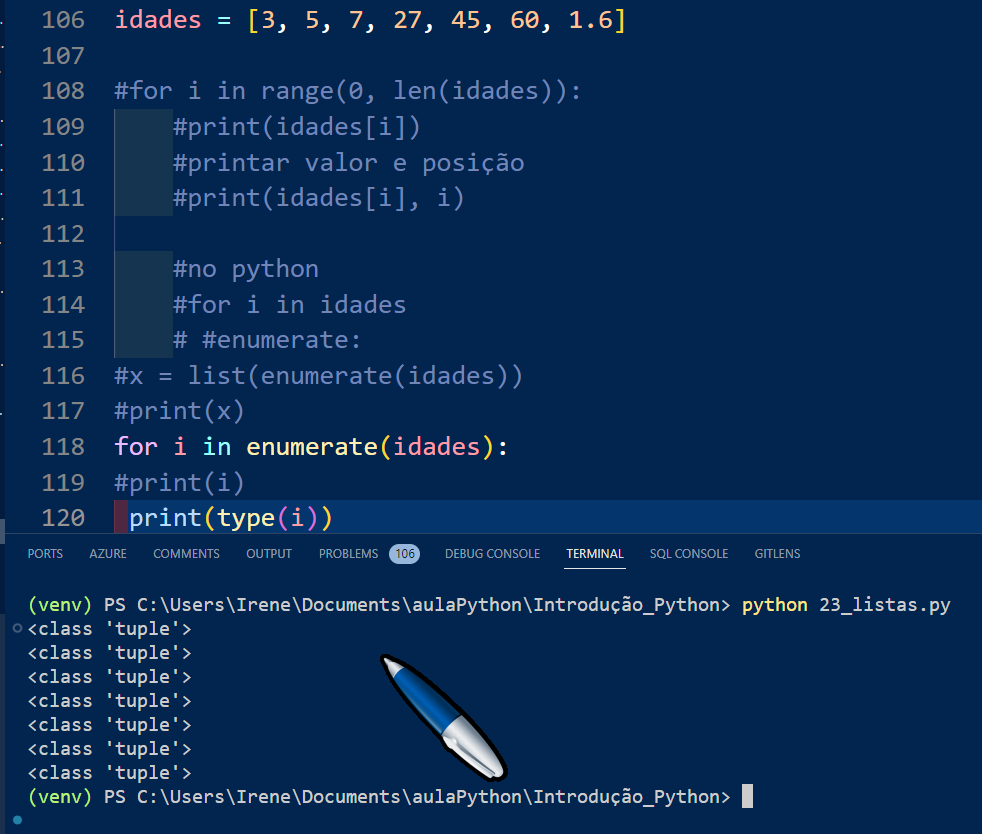 106 idades = [3, 5, 7, 27, 45, 60, 1.6]
107
108 #for i in range(0, len(idades)):
109 #print(idades[i])
110 #printar valor e posição
111 #print(idades[i], i)
112
113 #no python
114 #for i in idades
115 # #enumerate:
116 #x = list(enumerate(idades))
117 #print(x)
118 for i in enumerate(idades):
119 #print(i)
120 print(type(i))
PORTS AZURE COMMENTS OUTPUT PROBLEMS 106 DEBUG CONSOLE TERMINAL SQL CONSOLE GITLENS
(venv) PS C:\Users\Irene\Documents\aulaPython\Introdução_Python> python 23_listas.py
<class 'tuple'>
<class 'tuple'>
<class 'tuple'>
<class 'tuple'>
<class 'tuple'>
<class 'tuple'>
<class 'tuple'>
(venv) PS C:\Users\Irene\Documents\aulaPython\Introdução_Python>